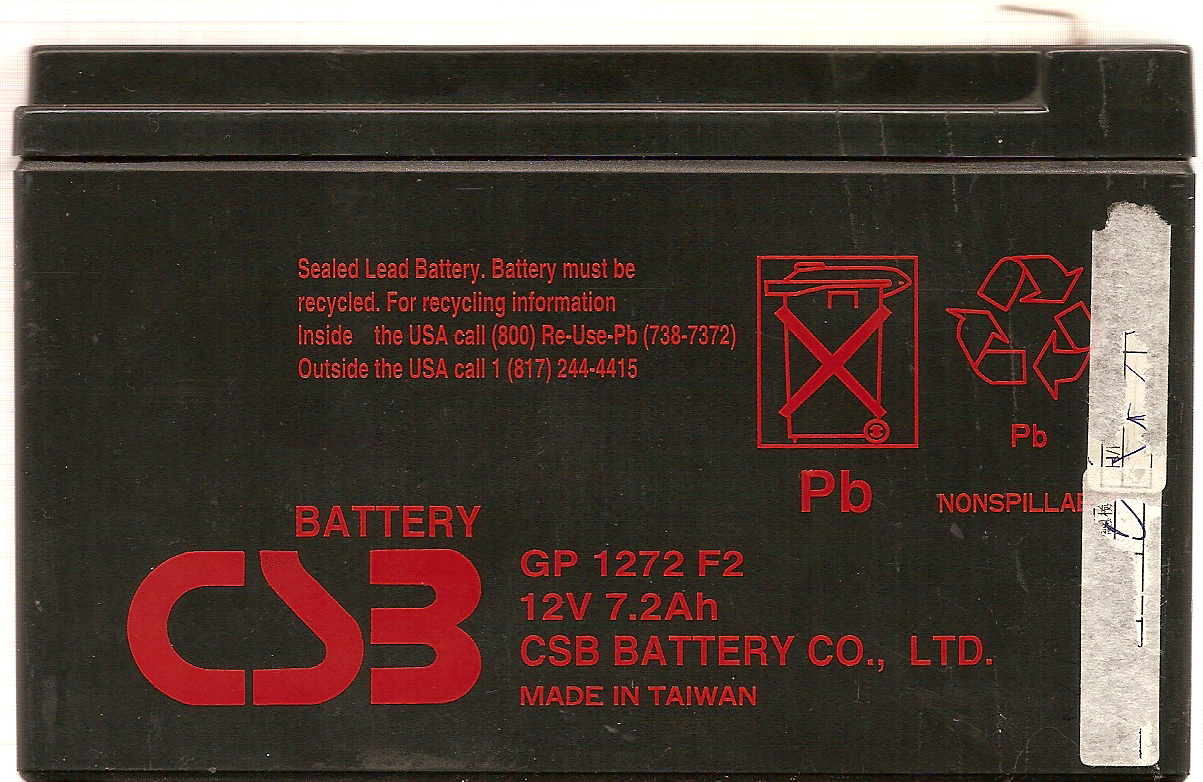 Sealed Lead Battery. Battery must be
recycled. For recycling information
Inside the USA call (800) Re-Use-Pb (738-7372)
Outside the USA call 1 (817) 244-4415
Pb
Pb
NONSPILLA
BATTERY
CSB
GP 1272 F2
12V 7.2Ah
CSB BATTERY CO., LTD.
MADE IN TAIWAN